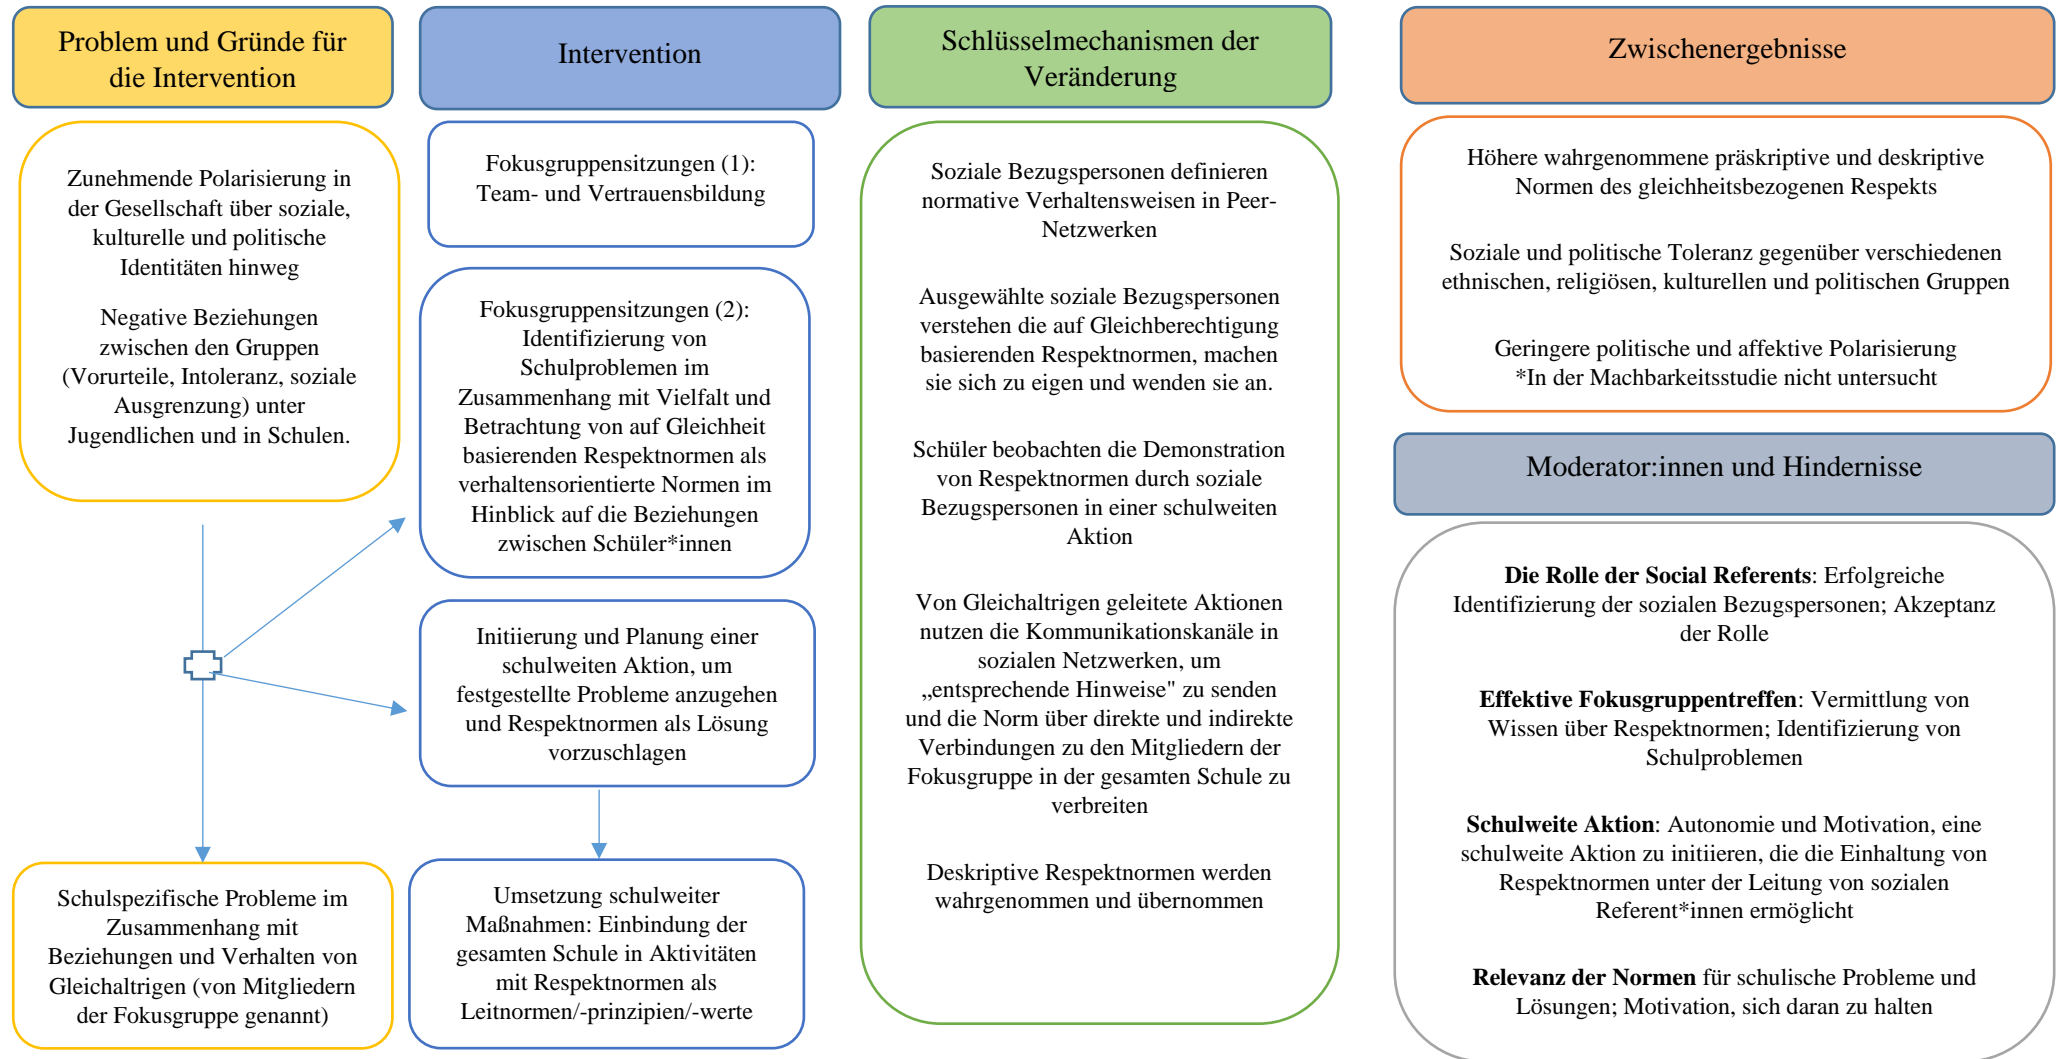 Problem und Gründe für
die Intervention
Zunehmende Polarisierung in
der Gesellschaft über soziale,
kulturelle und politische
Identitäten hinweg
Negative Beziehungen
zwischen den Gruppen
(Vorurteile, Intoleranz, soziale
Ausgrenzung) unter
Jugendlichen und in Schulen.
Schulspezifische Probleme im
Zusammenhang mit
Beziehungen und Verhalten von
Gleichaltrigen (von Mitgliedern
der Fokusgruppe genannt)
Intervention
Fokusgruppensitzungen (1):
Team- und Vertrauensbildung
Fokusgruppensitzungen (2):
Identifizierung von
Schulproblemen im
Zusammenhang mit Vielfalt und
Betrachtung von auf Gleichheit
basierenden Respektnormen als
verhaltensorientierte Normen im
Hinblick auf die Beziehungen
zwischen Schüler*innen
Initiierung und Planung einer
schulweiten Aktion, um
festgestellte Probleme anzugehen
und Respektnormen als Lösung
vorzuschlagen
Umsetzung schulweiter
Maßnahmen: Einbindung der
gesamten Schule in Aktivitäten
mit Respektnormen als
Leitnormen/-prinzipien/-werte
Schlüsselmechanismen der
Veränderung
Soziale Bezugspersonen definieren
normative Verhaltensweisen in Peer-
Netzwerken
Ausgewählte soziale Bezugspersonen
verstehen die auf Gleichberechtigung
basierenden Respektnormen, machen
sie sich zu eigen und wenden sie an.
Schüler beobachten die Demonstration
von Respektnormen durch soziale
Bezugspersonen in einer schulweiten
Aktion
Von Gleichaltrigen geleitete Aktionen
nutzen die Kommunikationskanäle in
sozialen Netzwerken, um
„entsprechende Hinweise" zu senden
und die Norm über direkte und indirekte
Verbindungen zu den Mitgliedern der
Fokusgruppe in der gesamten Schule zu
verbreiten
Deskriptive Respektnormen werden
wahrgenommen und übernommen
Zwischenergebnisse
Höhere wahrgenommene präskriptive und deskriptive
Normen des gleichheitsbezogenen Respekts
Soziale und politische Toleranz gegenüber verschiedenen
ethnischen, religiösen, kulturellen und politischen Gruppen
Geringere politische und affektive Polarisierung
*In der Machbarkeitsstudie nicht untersucht
Moderator:innen und Hindernisse
Die Rolle der Social Referents: Erfolgreiche
Identifizierung der sozialen Bezugspersonen; Akzeptanz
der Rolle
Effektive Fokusgruppentreffen: Vermittlung von
Wissen über Respektnormen; Identifizierung von
Schulproblemen
Schulweite Aktion: Autonomie und Motivation, eine
schulweite Aktion zu initiieren, die die Einhaltung von
Respektnormen unter der Leitung von sozialen
Referent*innen ermöglicht
Relevanz der Normen für schulische Probleme und
Lösungen; Motivation, sich daran zu halten